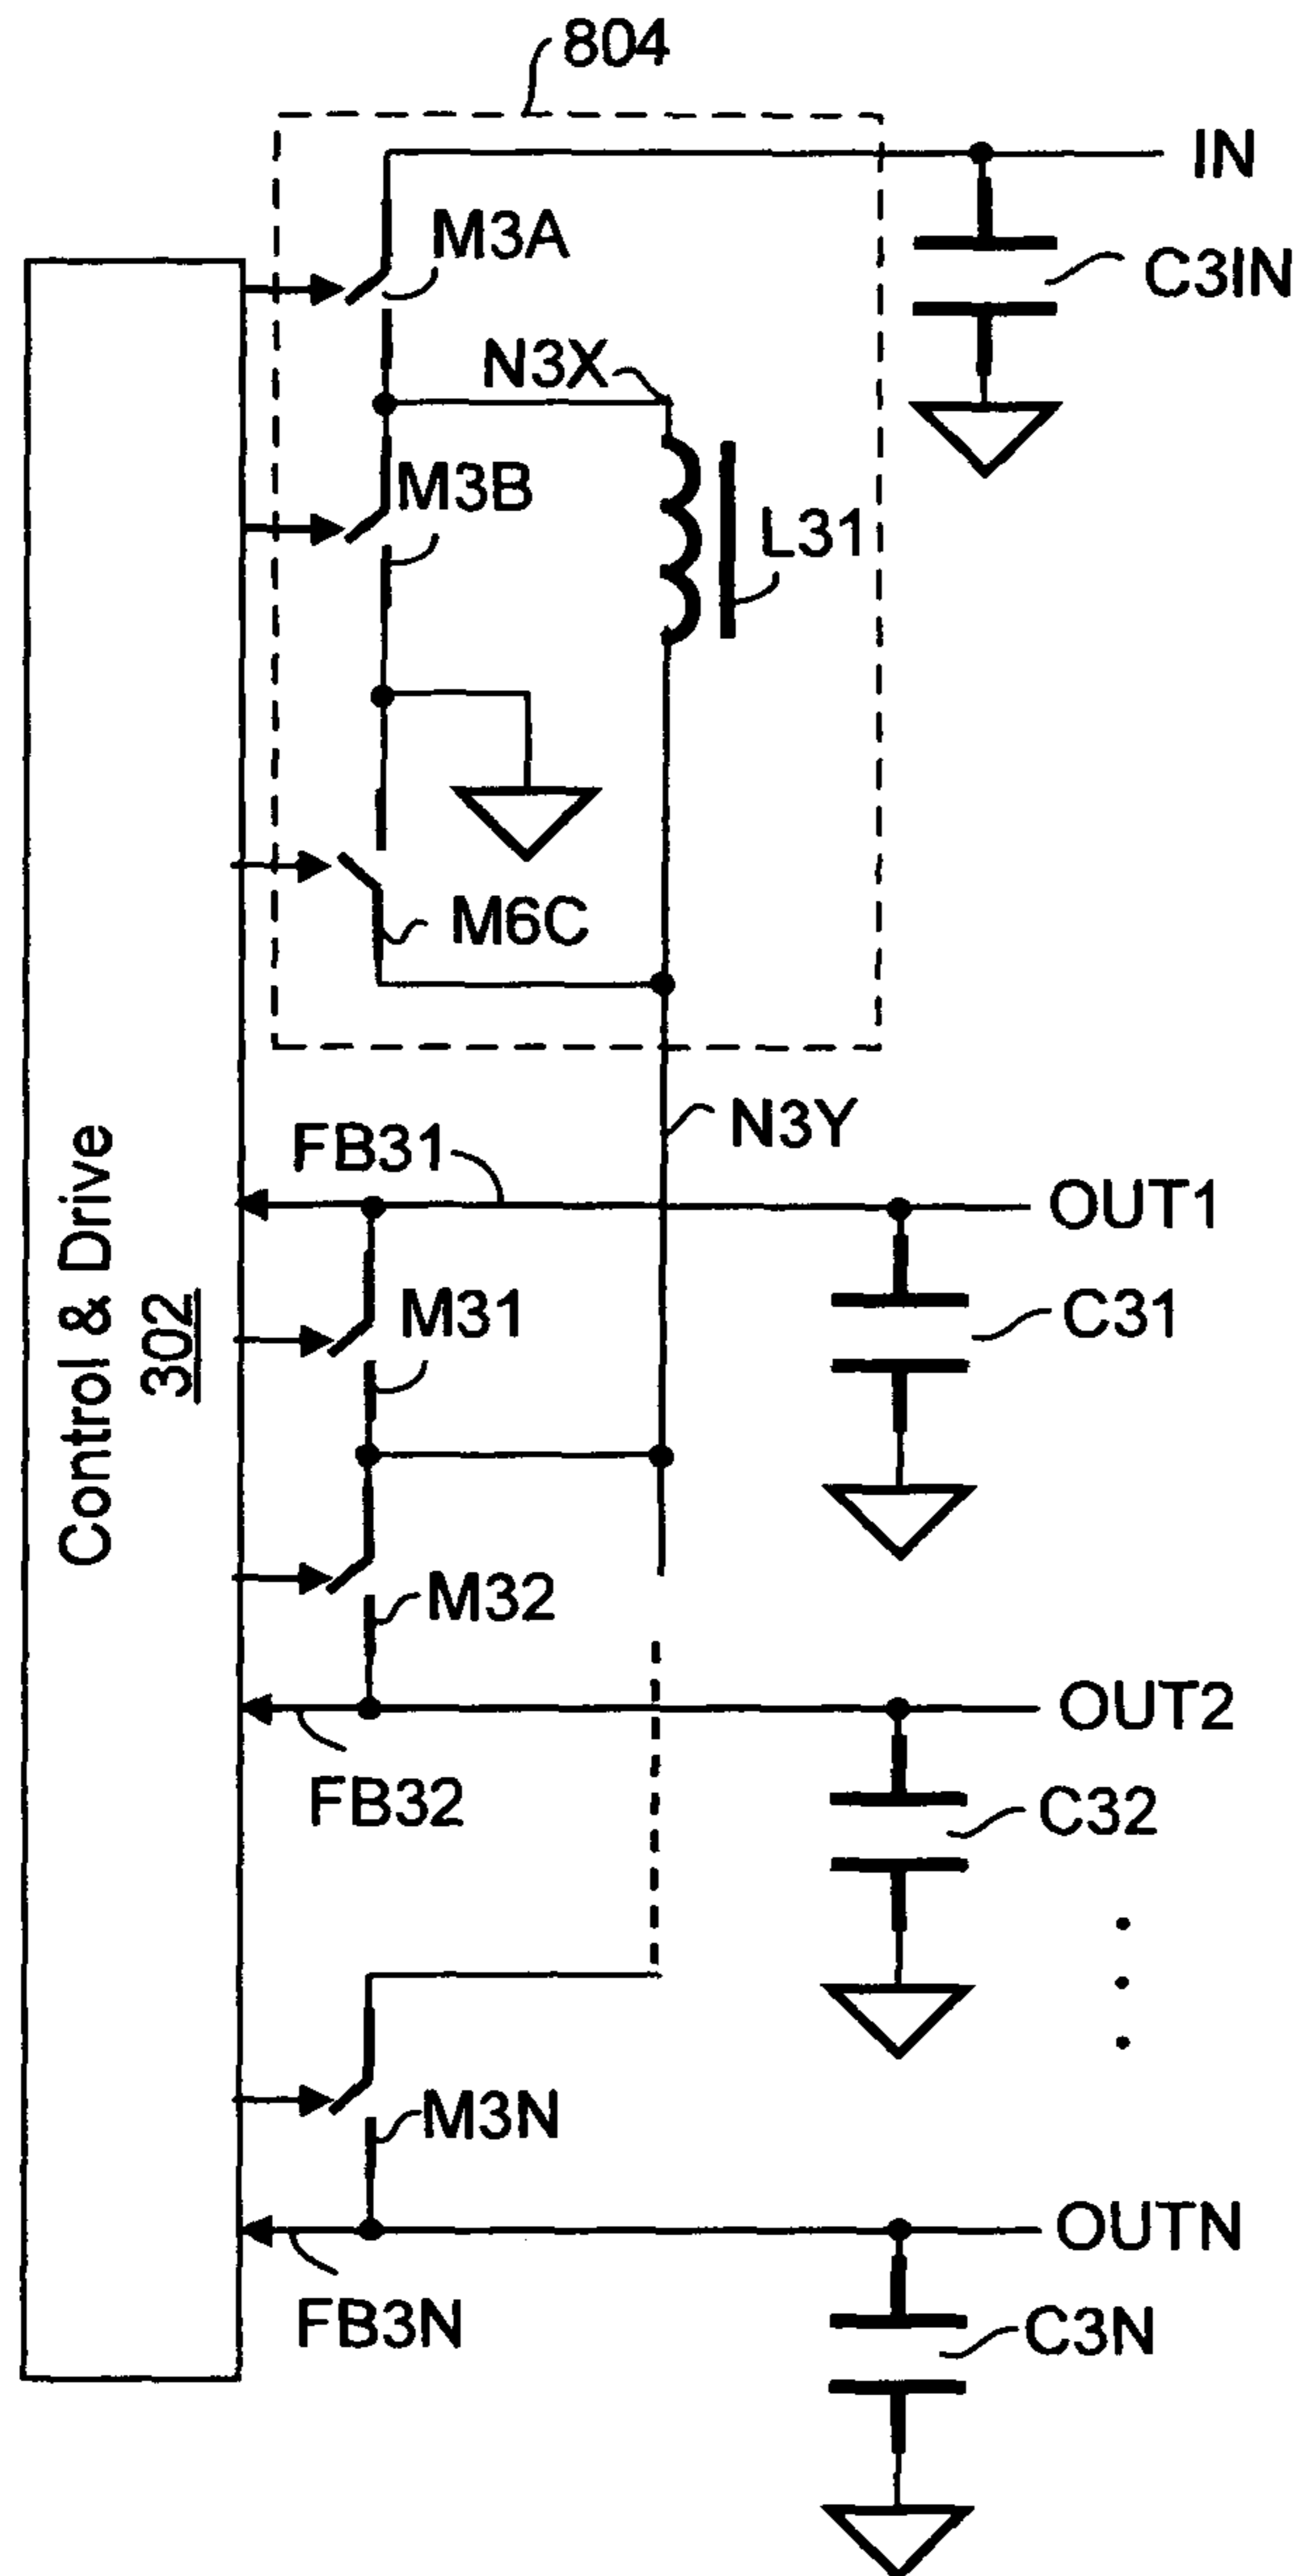 804
IN
M3A
C3IN
N3X
M3B
L31
M6C
N3Y
FB31
OUT1
Control & Drive
302
M31
C31
M32
OUT2
FB32
C32
M3N
OUTN
FB3N
C3N